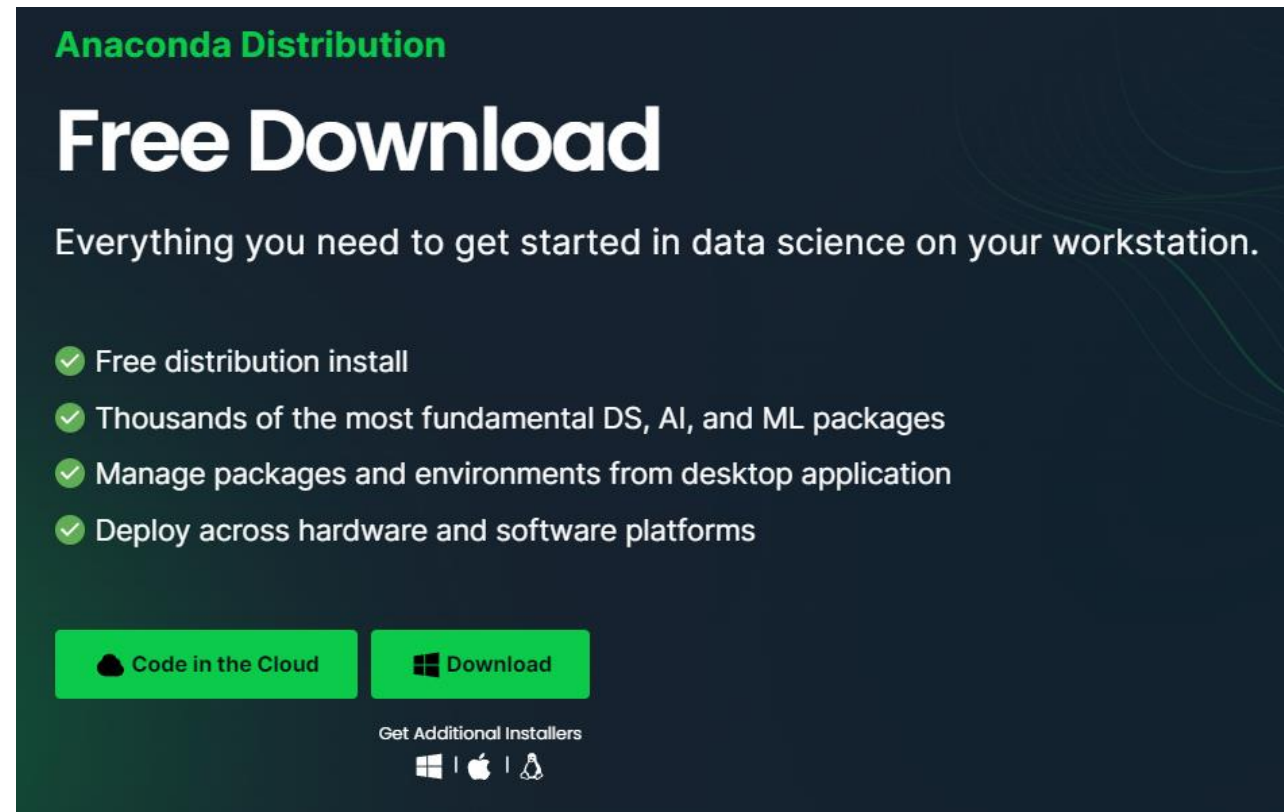 Anaconda Distribution
Free Download
Everything you need to get started in data science on your workstation.
Free distribution install
Thousands of the most fundamental DS, AI, and ML packages
Manage packages and environments from desktop application
Deploy across hardware and software platforms
Code in the Cloud
Download
Get Additional Installers